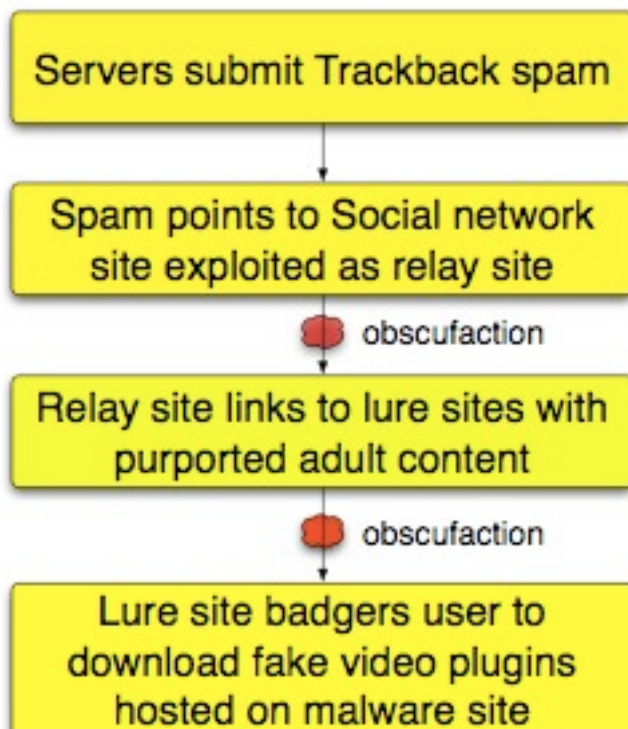 Servers submit Trackback spam
Spam points to Social network
site exploited as relay site
obscufaction
Relay site links to lure sites with
purported adult content
obscufaction
Lure site badgers user to
download fake video plugins
hosted on malware site